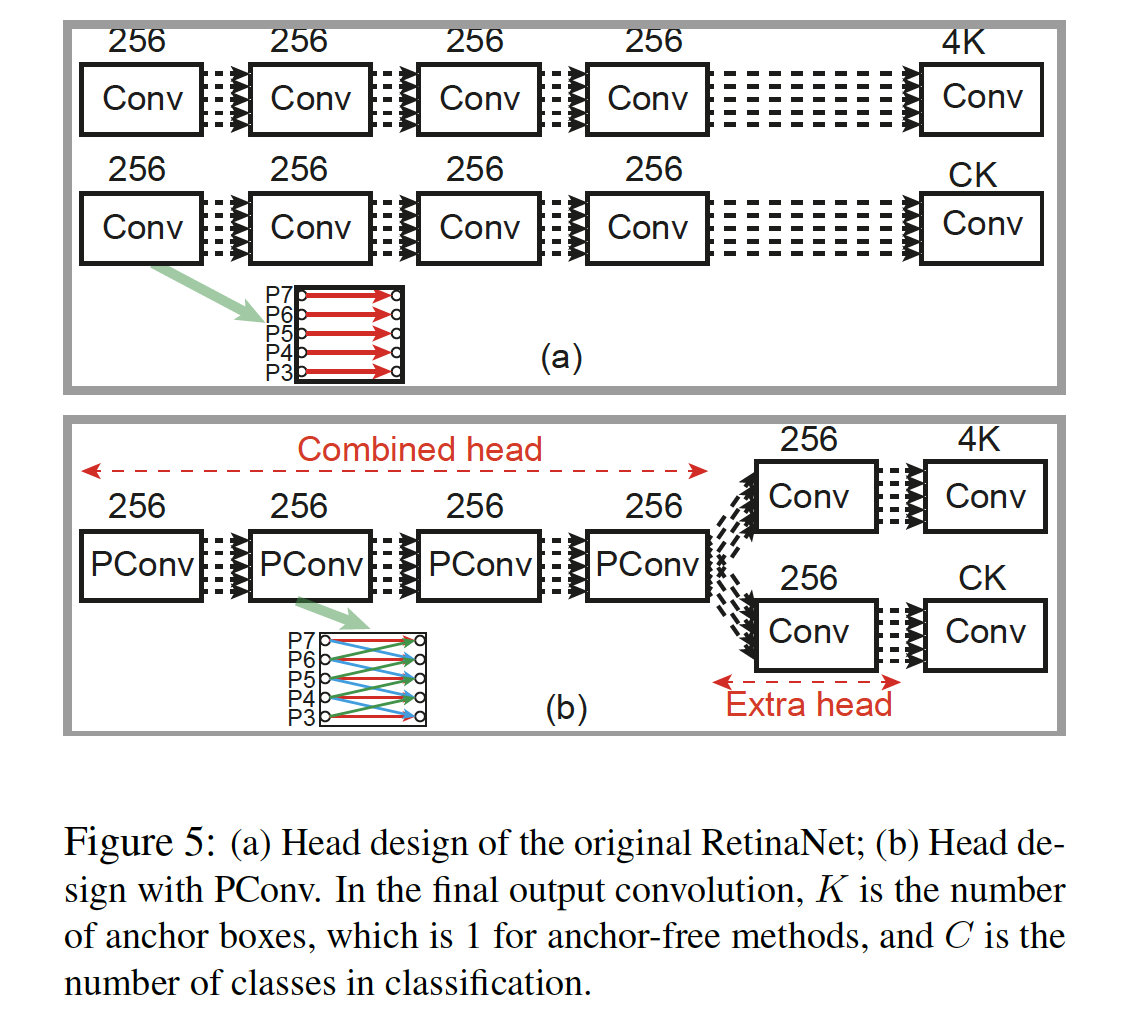 256 256 256 256 4K
Conv Conv Conv Conv Conv
256 256 256 256 CK
Conv Conv Conv Conv Conv
P7
P6
P5
P4
P3
(a)
Combined head
256 4K
Conv Conv
256 256 256 256
PConv PConv PConv PConv
256 CK
Conv Conv
P7
P6
P5
P4
P3
(b)
Extra head
Figure 5: (a) Head design of the original RetinaNet; (b) Head de-
sign with PConv. In the final output convolution, K is the number
of anchor boxes, which is 1 for anchor-free methods, and C is the
number of classes in classification.